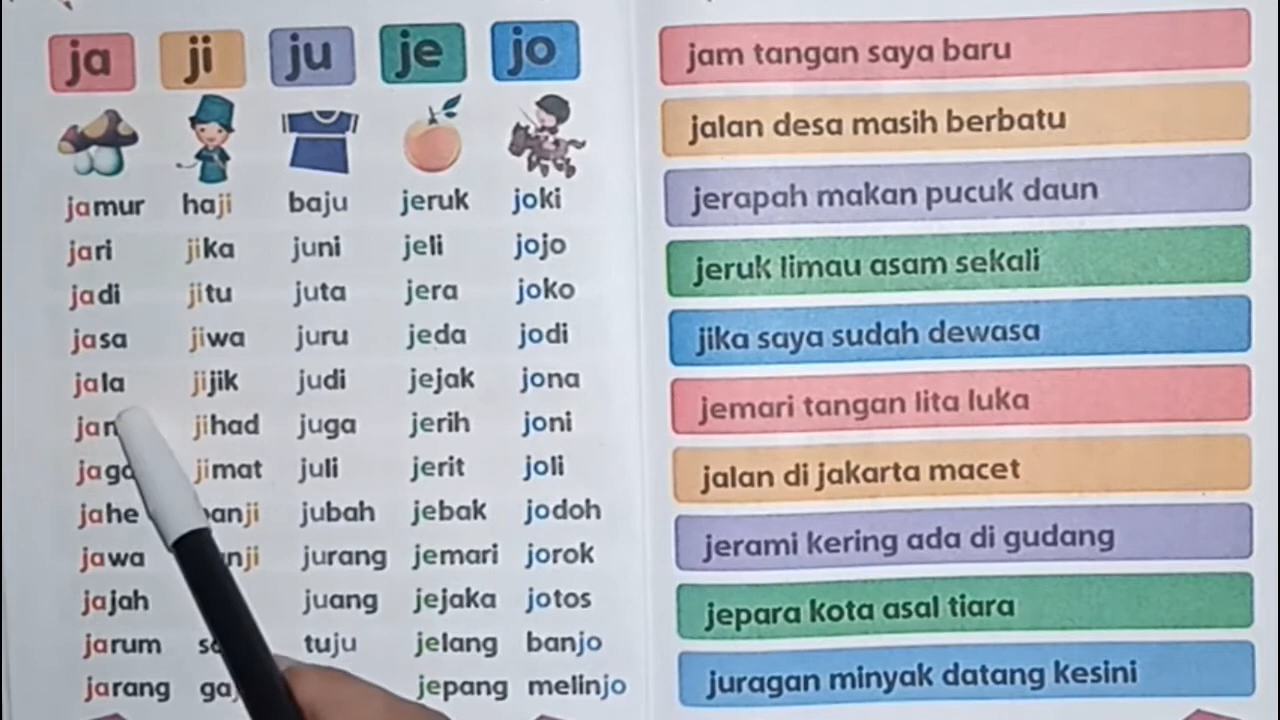 ja ji ju je jo
jamur haji baju jeruk joki
jari jika juni jeli jojo
jadi jitu juta jera joko
jasa jiwa juru jeda jodi
jala jijik judi jejak jona
jihad juga jerih joni
jimat juli jerit joli
jahe jubah jebak jodoh
jawa jurang jemari jorok
jajah juang jejaka jotos
jarum tuju jelang banjo
jarang jepang melinjo
jam tangan saya baru
jalan desa masih berbatu
jerapah makan pucuk daun
jeruk limau asam sekali
jika saya sudah dewasa
jemari tangan lita luka
jalan di jakarta macet
jerami kering ada di gudang
jepara kota asal tiara
juragan minyak datang kesini